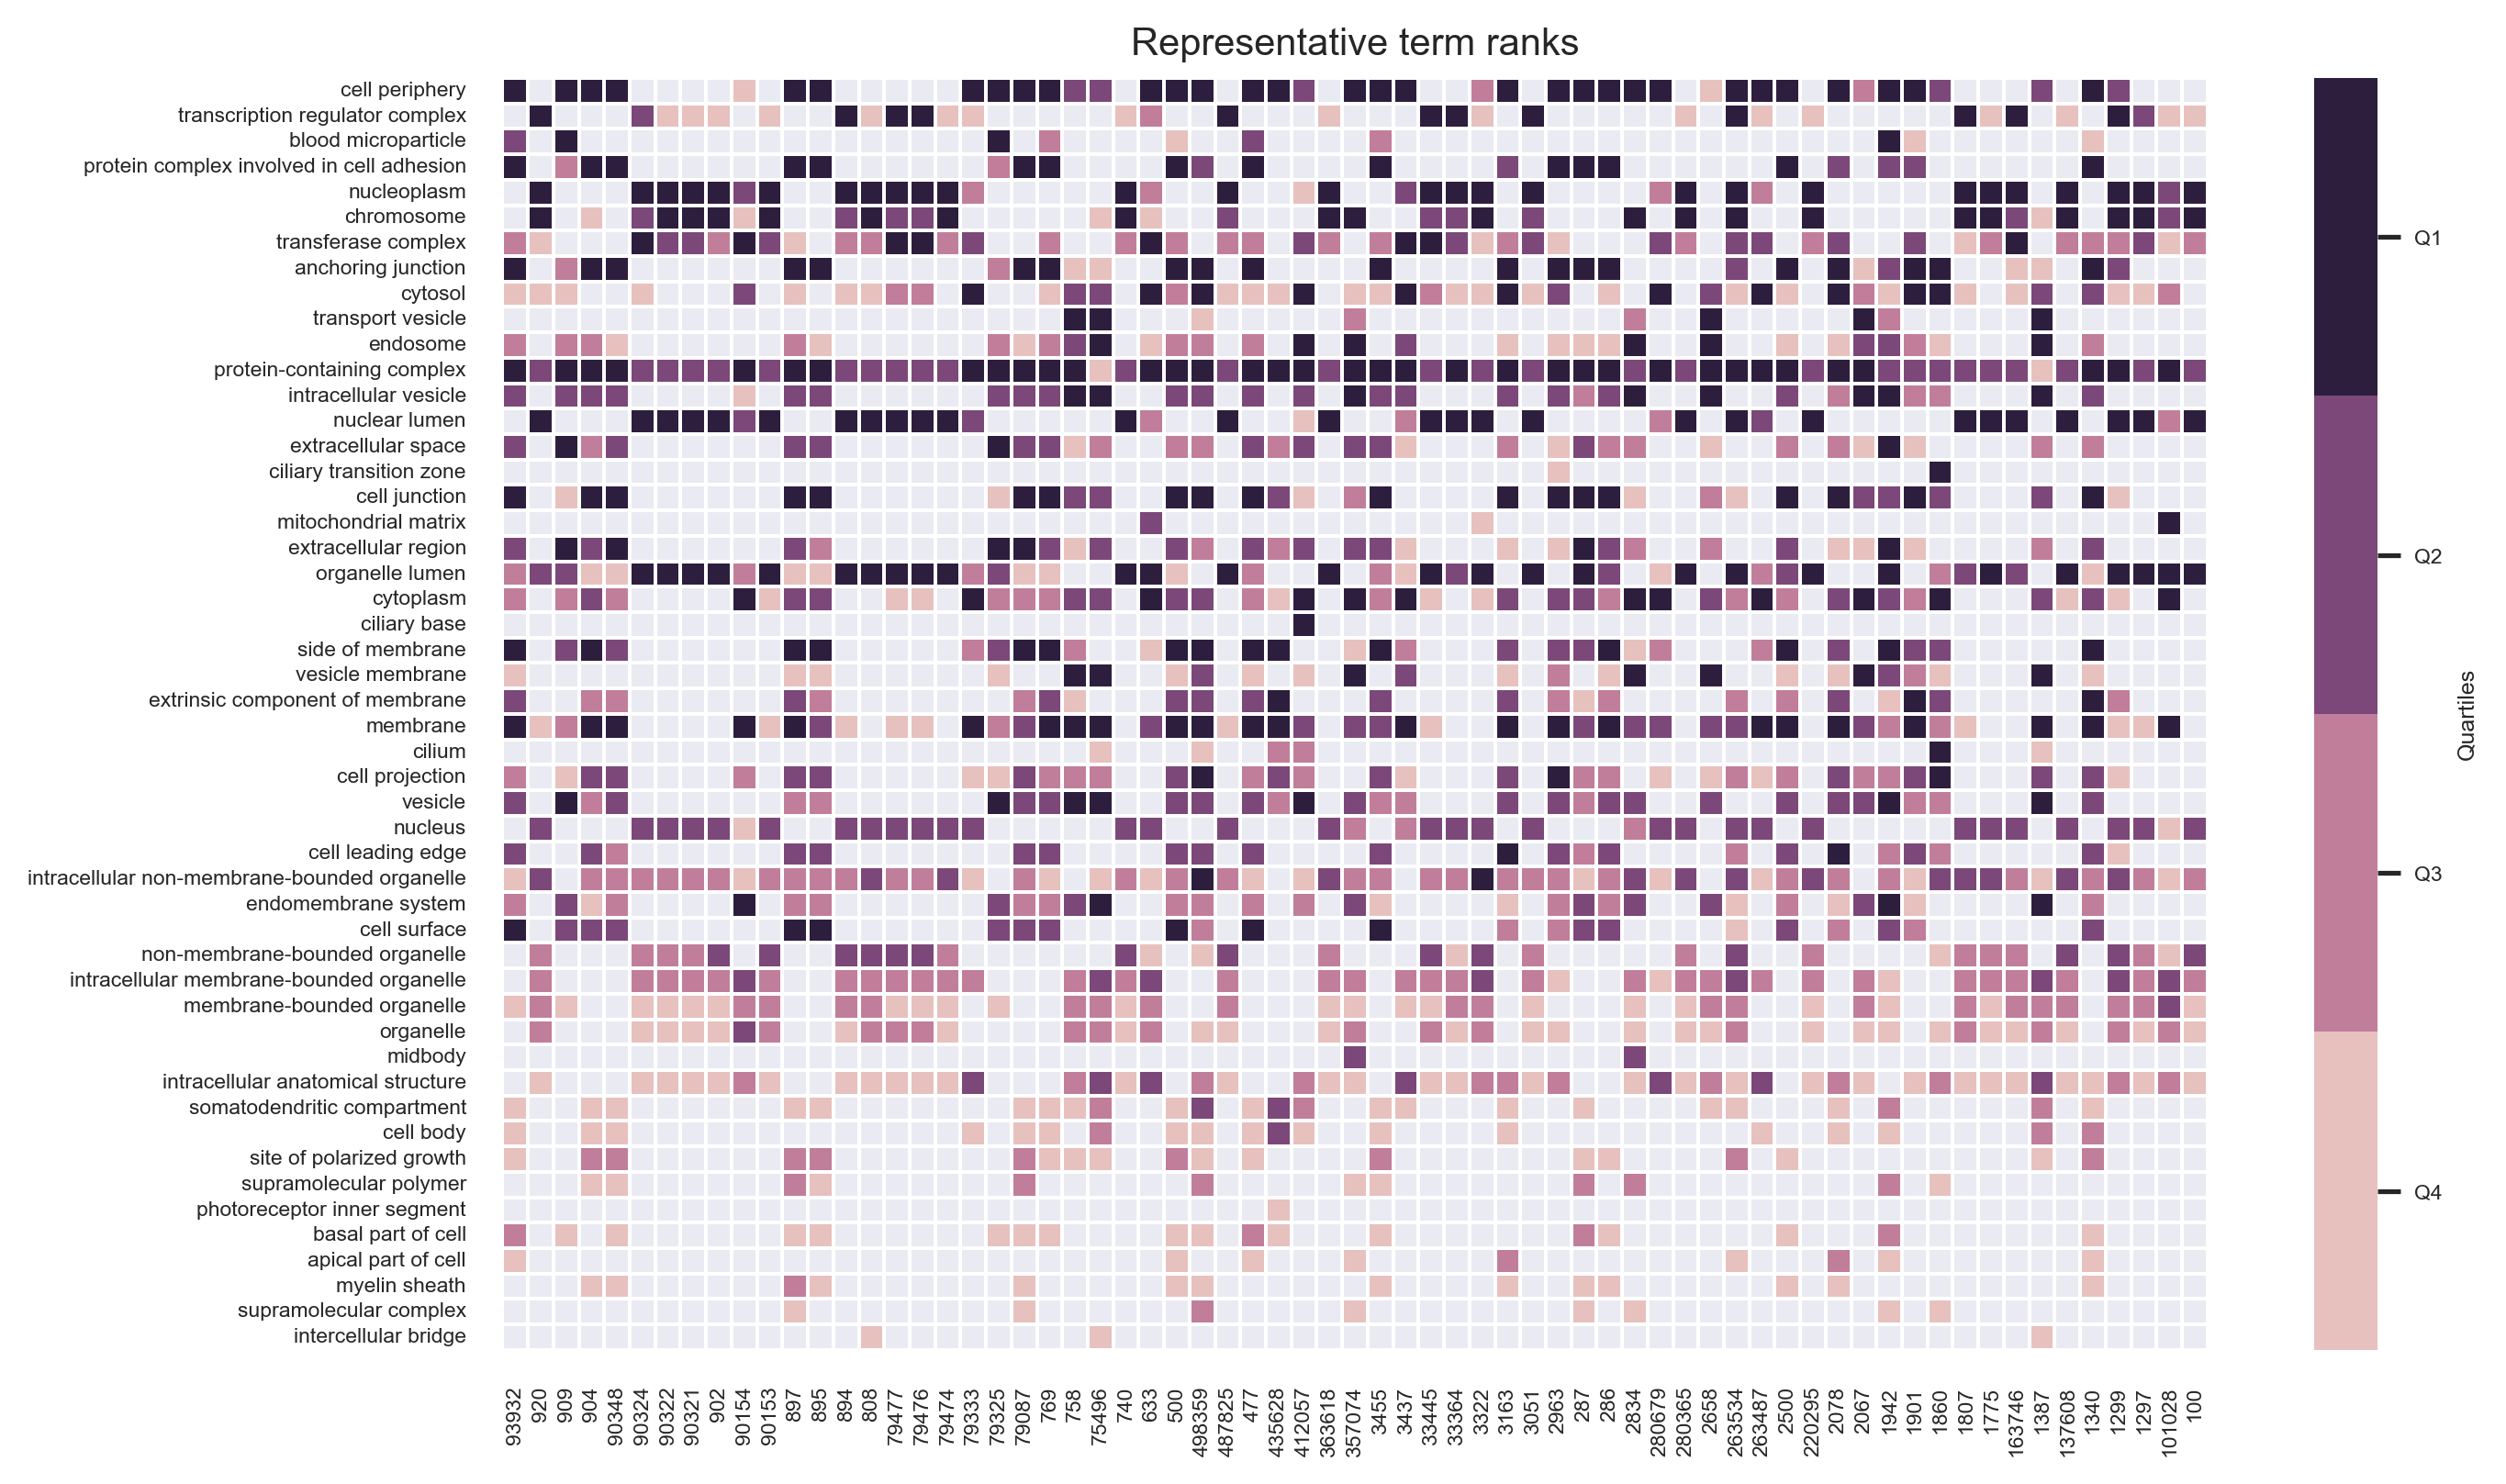 Representative term ranks
cell periphery
transcription regulator complex
blood microparticle
protein complex involved in cell adhesion
nucleoplasm
chromosome
transferase complex
anchoring junction
cytosol
transport vesicle
endosome
protein-containing complex
intracellular vesicle
nuclear lumen
extracellular space
ciliary transition zone
cell junction
mitochondrial matrix
extracellular region
organelle lumen
cytoplasm
ciliary base
side of membrane
vesicle membrane
extrinsic component of membrane
membrane
cilium
cell projection
vesicle
nucleus
cell leading edge
intracellular non-membrane-bounded organelle
endomembrane system
cell surface
non-membrane-bounded organelle
intracellular membrane-bounded organelle
membrane-bounded organelle
organelle
midbody
intracellular anatomical structure
somatodendritic compartment
cell body
site of polarized growth
supramolecular polymer
photoreceptor inner segment
basal part of cell
apical part of cell
myelin sheath
supramolecular complex
intercellular bridge
93932
920
909
904
90348
90324
90322
90321
902
90154
90153
897
895
894
808
79477
79476
79474
79333
79325
79087
769
758
75496
740
633
500
498359
487825
477
435628
412057
363618
357074
3455
3437
33445
33364
3322
3163
3051
2963
287
286
2834
280679
280365
2658
263534
263487
2500
220295
2078
2067
1942
1901
1860
1807
1775
163746
1387
137608
1340
1299
1297
101028
100
Q1
Q2
Q3
Q4
Quartiles